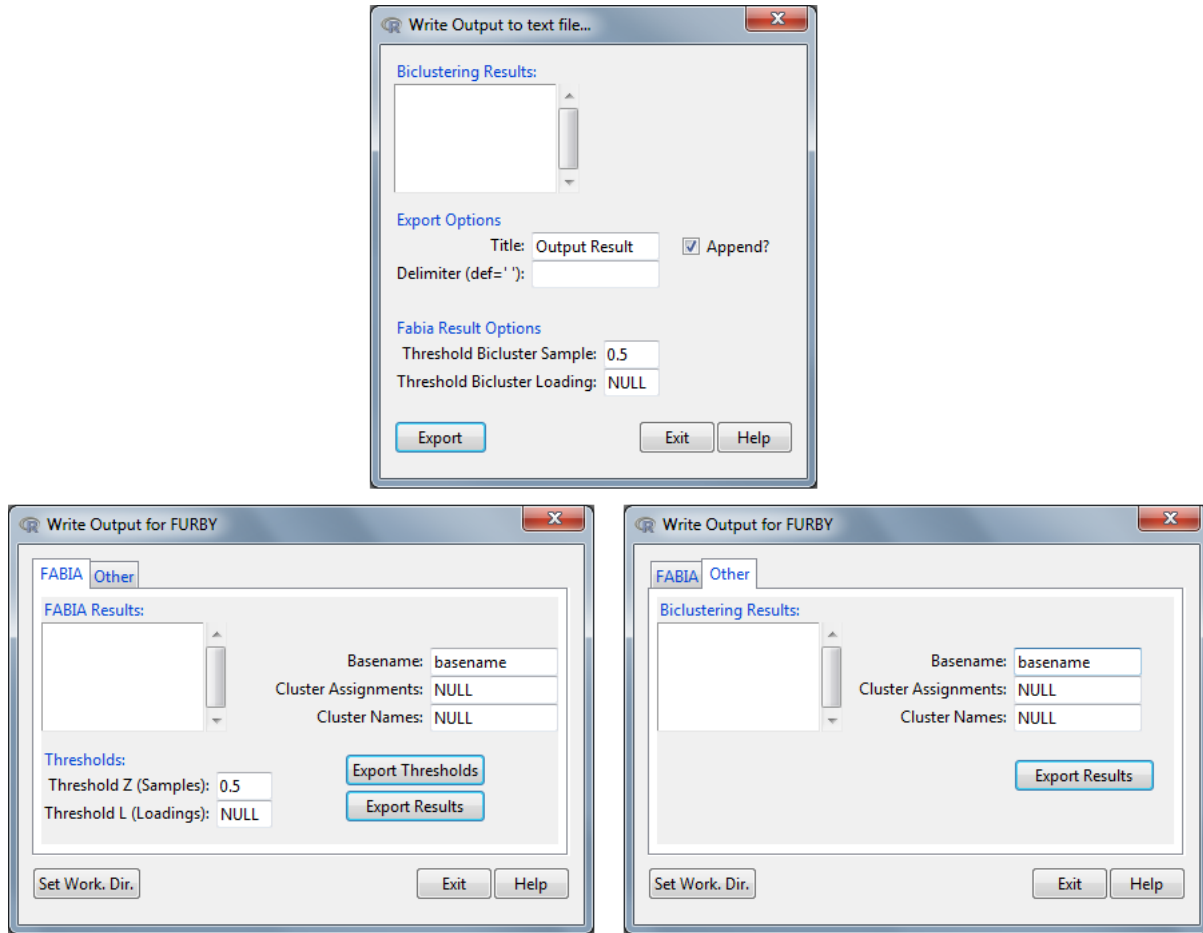 Write Output to text file...
Biclustering Results:
Export Options
Title: Output Result Append?
Delimiter (def=' '):
Fabia Result Options
Threshold Bicluster Sample: 0.5
Threshold Bicluster Loading: NULL
Export Exit Help
Write Output for FURBY
FABIA Other
FABIA Results:
Basename: basename
Cluster Assignments: NULL
Cluster Names: NULL
Thresholds:
Threshold Z (Samples): 0.5
Threshold L (Loadings): NULL
Export Thresholds
Export Results
Set Work. Dir. Exit Help
Write Output for FURBY
FABIA Other
Biclustering Results:
Basename: basename
Cluster Assignments: NULL
Cluster Names: NULL
Export Results
Set Work. Dir. Exit Help